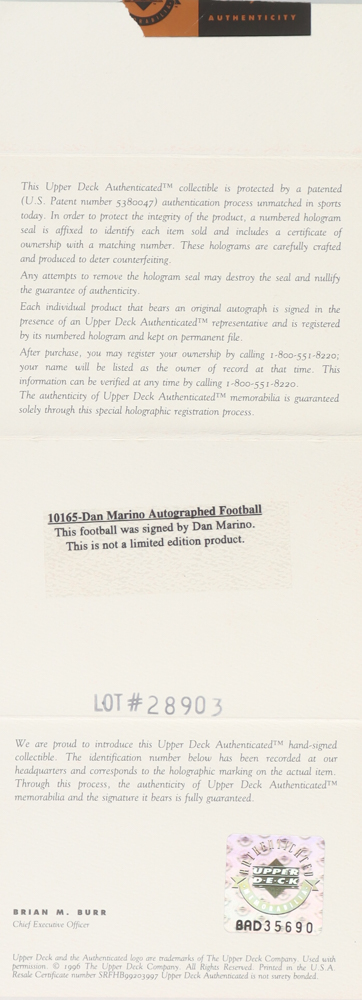 AUTHENTICITY
This Upper Deck Authenticated™ collectible is protected by a patented
(U.S. Patent number 5380047) authentication process unmatched in sports
today. In order to protect the integrity of the product, a numbered hologram
seal is affixed to identify each item sold and includes a certificate of
ownership with a matching number. These holograms are carefully crafted
and produced to deter counterfeiting.
Any attempts to remove the hologram seal may destroy the seal and nullify
the guarantee of authenticity.
Each individual product that bears an original autograph is signed in the
presence of an Upper Deck Authenticated™ representative and is registered
by its numbered hologram and kept on permanent file.
After purchase, you may register your ownership by calling 1-800-551-8220;
your name will be listed as the owner of record at that time. This
information can be verified at any time by calling 1-800-551-8220.
The authenticity of Upper Deck Authenticated™ memorabilia is guaranteed
solely through this special holographic registration process.
10165-Dan Marino Autographed Football
This football was signed by Dan Marino.
This is not a limited edition product.
LOT # 28903
We are proud to introduce this Upper Deck Authenticated™ hand-signed
collectible. The identification number below has been recorded at our
headquarters and corresponds to the holographic marking on the actual item.
Through this process, the authenticity of Upper Deck Authenticated™
memorabilia and the signature it bears is fully guaranteed.
AUTHENTICATED
UPPER
DECK
BAD35690
BRIAN M. BURR
Chief Executive Officer
Upper Deck and the Authenticated logo are trademarks of The Upper Deck Company. Used with
permission. © 1996 The Upper Deck Company. All Rights Reserved. Printed in the U.S.A.
Resale Certificate number SRFHB99203997 Upper Deck Authenticated is not surety bonded.